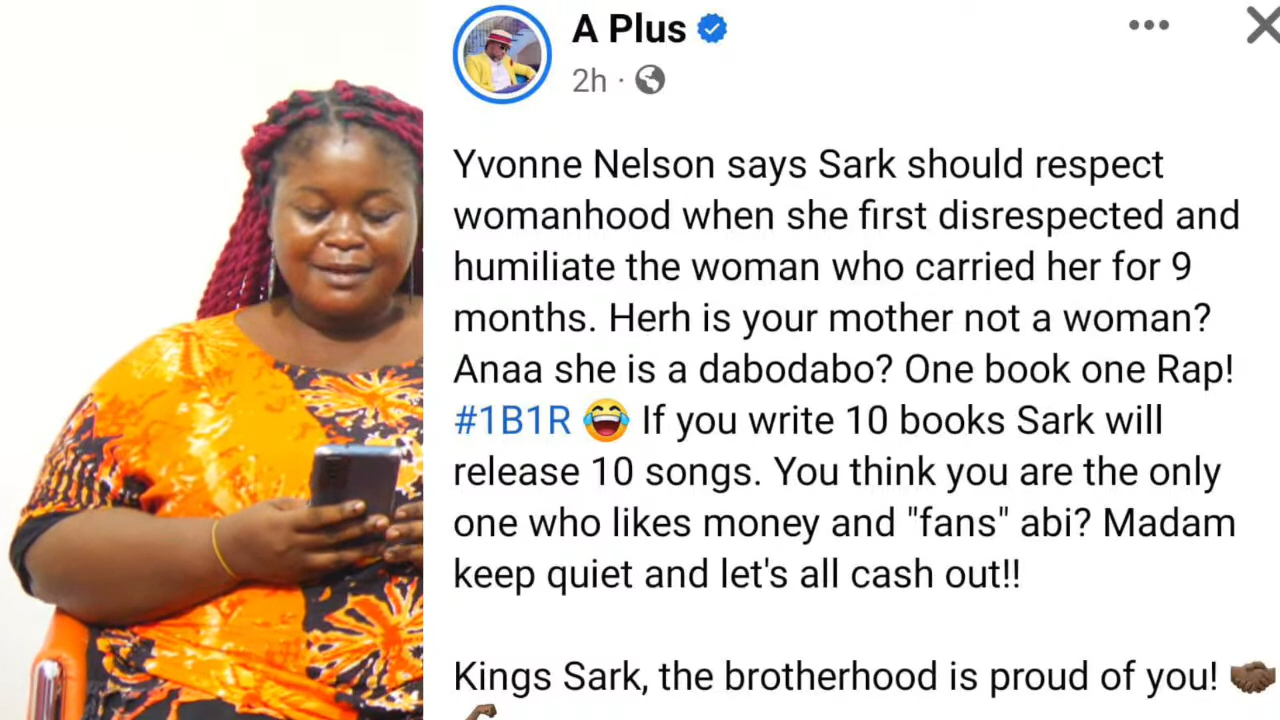 A Plus
2h ·
Yvonne Nelson says Sark should respect
womanhood when she first disrespected and
humiliate the woman who carried her for 9
months. Herh is your mother not a woman?
Anaa she is a dabodabo? One book one Rap!
#1B1R 😂 If you write 10 books Sark will
release 10 songs. You think you are the only
one who likes money and "fans" abi? Madam
keep quiet and let's all cash out!!
Kings Sark, the brotherhood is proud of you! 🤝🏿